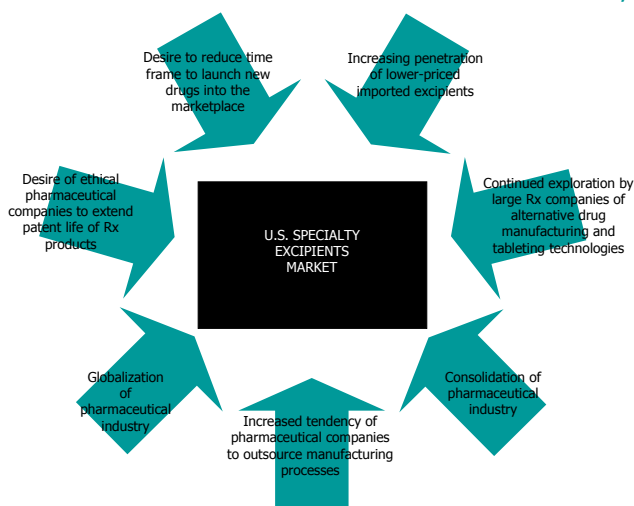 Desire to reduce time
frame to launch new
drugs into the
marketplace
Increasing penetration
of lower-priced
imported excipients
Desire of ethical
pharmaceutical
companies to extend
patent life of Rx
products
U.S. SPECIALTY
EXCIPIENTS
MARKET
Continued exploration by
large Rx companies of
alternative drug
manufacturing and
tableting technologies
Globalization
of
pharmaceutical
industry
Increased tendency of
pharmaceutical companies
to outsource manufacturing
processes
Consolidation of
pharmaceutical
industry